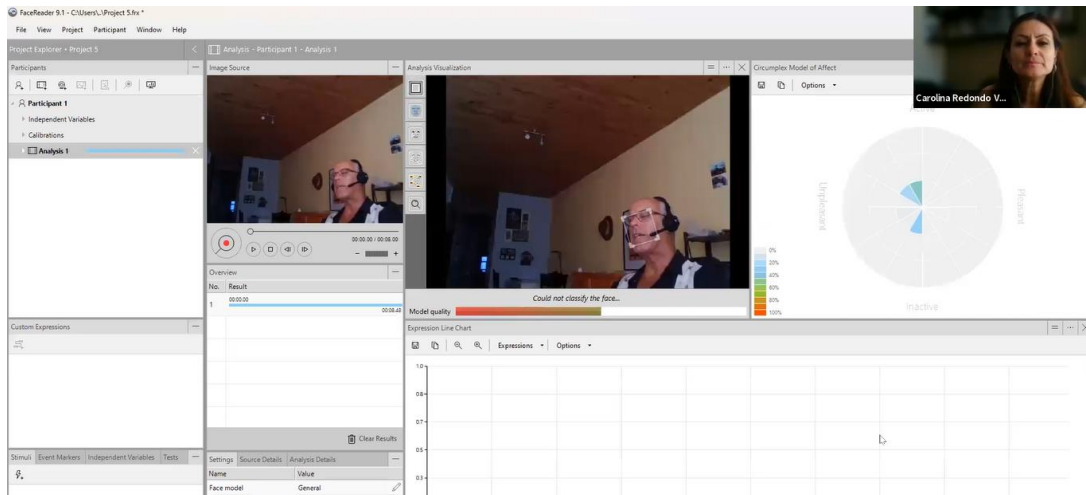 FaceReader 9.1 - C:\Users\..\Project 5.frx *
File View Project Participant Window Help
Project Explorer • Project 5
Analysis - Participant 1 - Analysis 1
Participants
Image Source
Analysis Visualization
Circumplex Model of Affect
Options
Carolina Redondo V...
Participant 1
Independent Variables
Calibrations
Analysis 1
Unpleasant
Pleasant
00:00.00 / 00:08.00
0%
20%
40%
60%
80%
100%
Inactive
Overview
No. Result
1 00:00.00
00:08.48
Could not classify the face...
Model quality
Custom Expressions
Expression Line Chart
Expressions Options
1.0
0.8
0.7
0.5
0.3
Clear Results
Stimuli Event Markers Independent Variables Tests
Settings Source Details Analysis Details
Name Value
Face model General